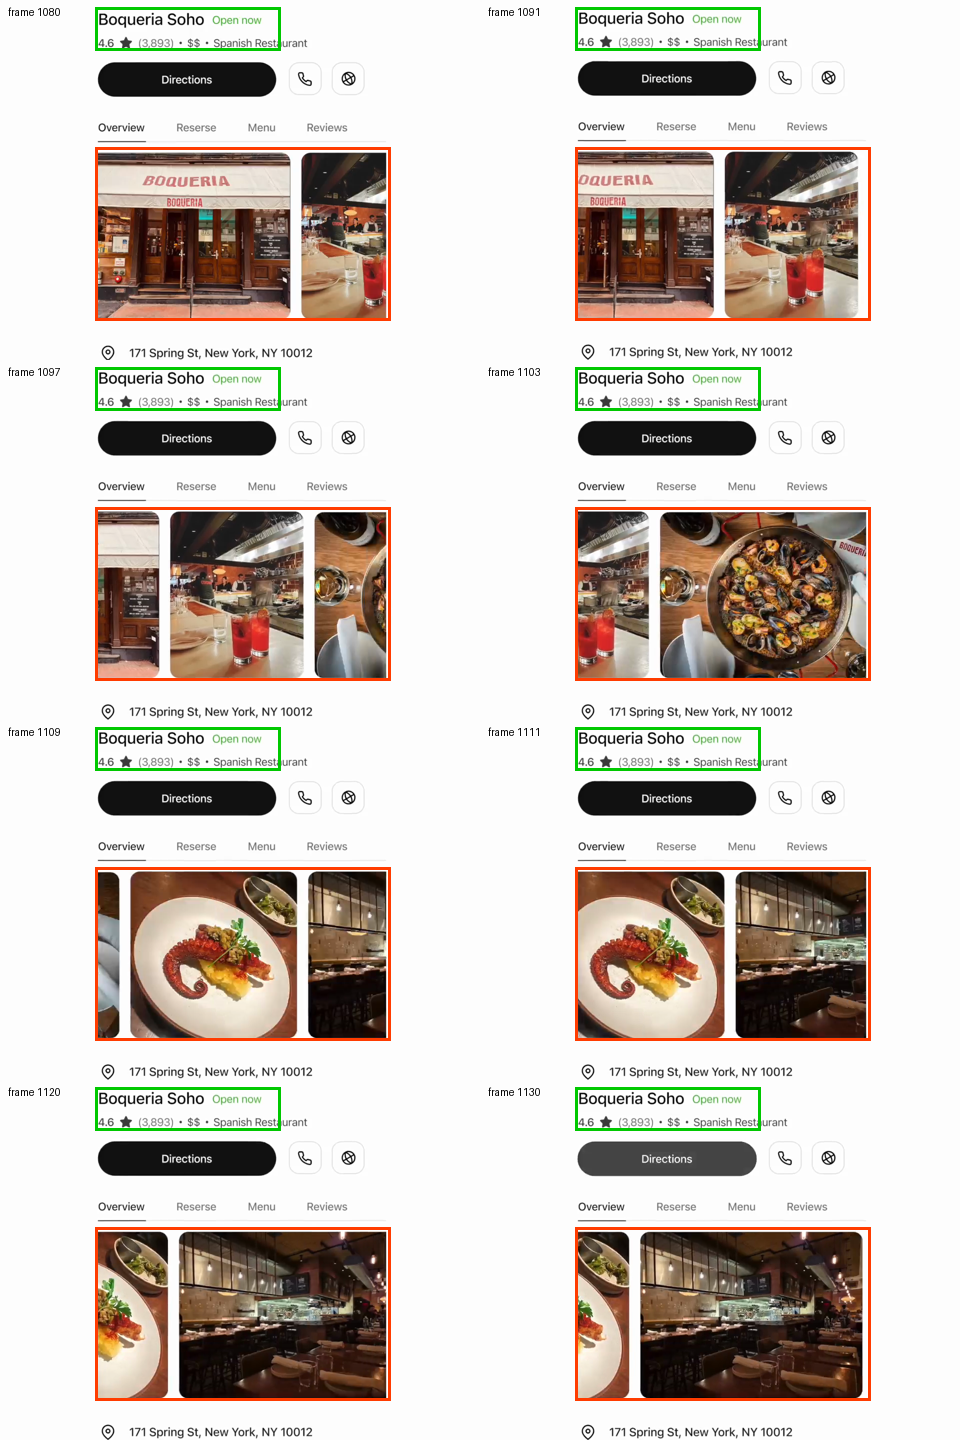 frame 1080
Boqueria Soho Open now
4.6 ★ (3,893) • $$ • Spanish Restaurant
Directions
Overview Reserse Menu Reviews
BOQUERIA
BOQUERIA
171 Spring St, New York, NY 10012
frame 1091
Boqueria Soho Open now
4.6 ★ (3,893) • $$ • Spanish Restaurant
Directions
Overview Reserse Menu Reviews
OQUERIA
BOQUERIA
171 Spring St, New York, NY 10012
frame 1097
Boqueria Soho Open now
4.6 ★ (3,893) • $$ • Spanish Restaurant
Directions
Overview Reserse Menu Reviews
171 Spring St, New York, NY 10012
frame 1103
Boqueria Soho Open now
4.6 ★ (3,893) • $$ • Spanish Restaurant
Directions
Overview Reserse Menu Reviews
BOQUERIA
171 Spring St, New York, NY 10012
frame 1109
Boqueria Soho Open now
4.6 ★ (3,893) • $$ • Spanish Restaurant
Directions
Overview Reserse Menu Reviews
171 Spring St, New York, NY 10012
frame 1111
Boqueria Soho Open now
4.6 ★ (3,893) • $$ • Spanish Restaurant
Directions
Overview Reserse Menu Reviews
171 Spring St, New York, NY 10012
frame 1120
Boqueria Soho Open now
4.6 ★ (3,893) • $$ • Spanish Restaurant
Directions
Overview Reserse Menu Reviews
171 Spring St, New York, NY 10012
frame 1130
Boqueria Soho Open now
4.6 ★ (3,893) • $$ • Spanish Restaurant
Directions
Overview Reserse Menu Reviews
171 Spring St, New York, NY 10012